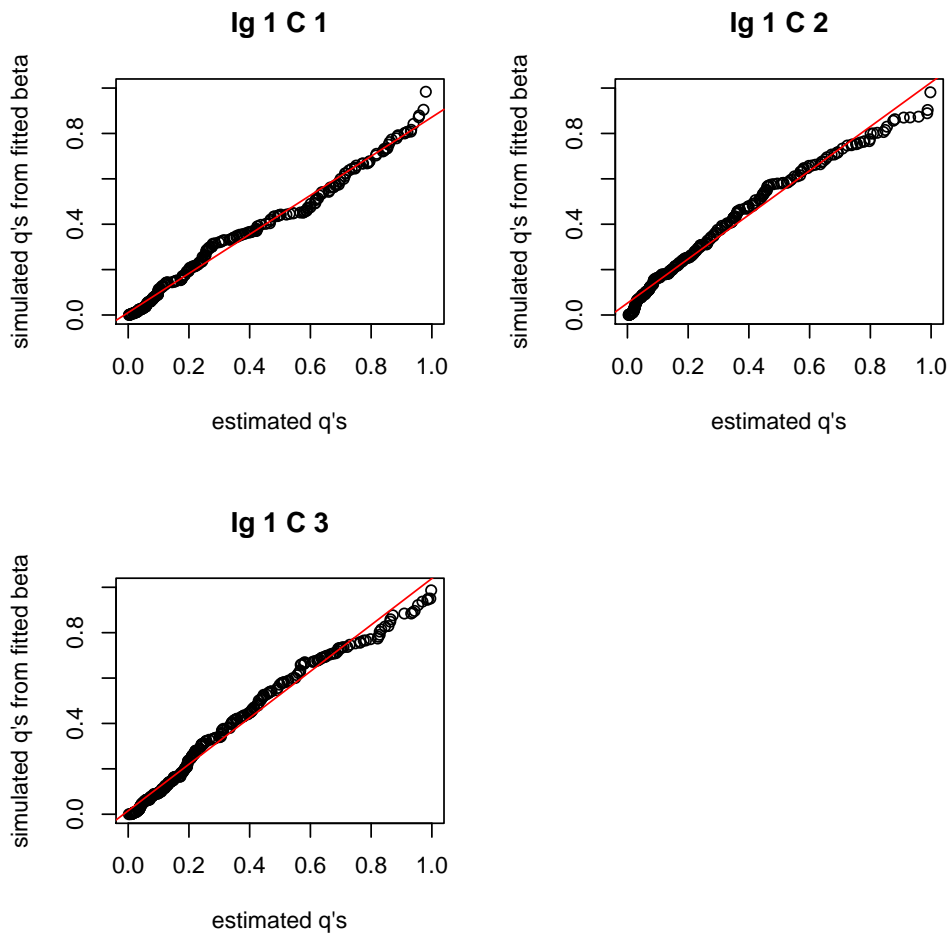 Ig 1 C 1
simulated q's from fitted beta
0.8
0.4
0.0
0.0 0.2 0.4 0.6 0.8 1.0
estimated q's
Ig 1 C 2
simulated q's from fitted beta
0.8
0.4
0.0
0.0 0.2 0.4 0.6 0.8 1.0
estimated q's
Ig 1 C 3
simulated q's from fitted beta
0.8
0.4
0.0
0.0 0.2 0.4 0.6 0.8 1.0
estimated q's